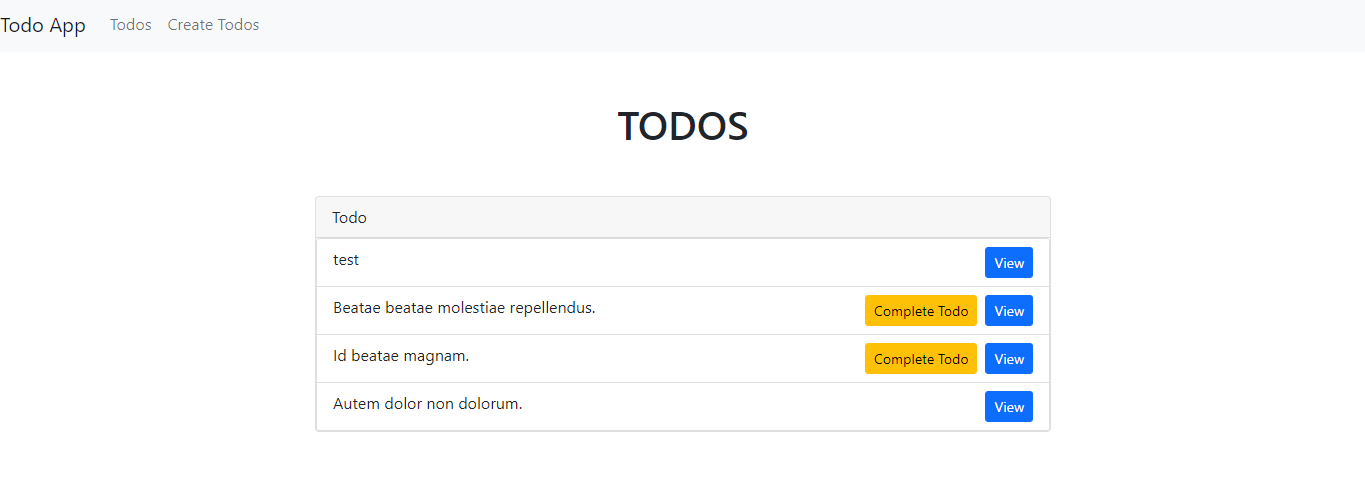 Todo App Todos Create Todos
TODOS
Todo
test View
Beatae beatae molestiae repellendus. Complete Todo View
Id beatae magnam. Complete Todo View
Autem dolor non dolorum. View